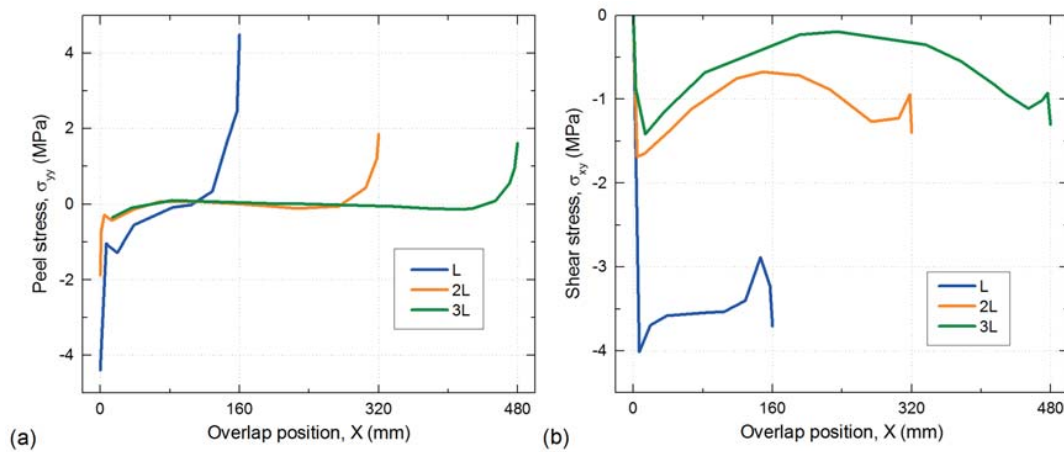 4
2
0
-2
-4
Peel stress, σyy (MPa)
L
2L
3L
0
160
320
480
(a)
Overlap position, X (mm)
0
-1
-2
-3
-4
Shear stress, σxy (MPa)
L
2L
3L
0
160
320
480
(b)
Overlap position, X (mm)